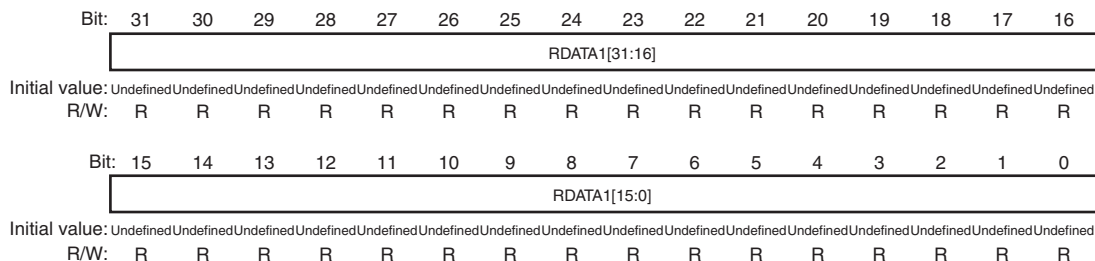 Bit: 31 30 29 28 27 26 25 24 23 22 21 20 19 18 17 16
RDATA1[31:16]
Initial value: Undefined Undefined Undefined Undefined Undefined Undefined Undefined Undefined Undefined Undefined Undefined Undefined Undefined Undefined Undefined Undefined
R/W: R R R R R R R R R R R R R R R R
Bit: 15 14 13 12 11 10 9 8 7 6 5 4 3 2 1 0
RDATA1[15:0]
Initial value: Undefined Undefined Undefined Undefined Undefined Undefined Undefined Undefined Undefined Undefined Undefined Undefined Undefined Undefined Undefined Undefined
R/W: R R R R R R R R R R R R R R R R